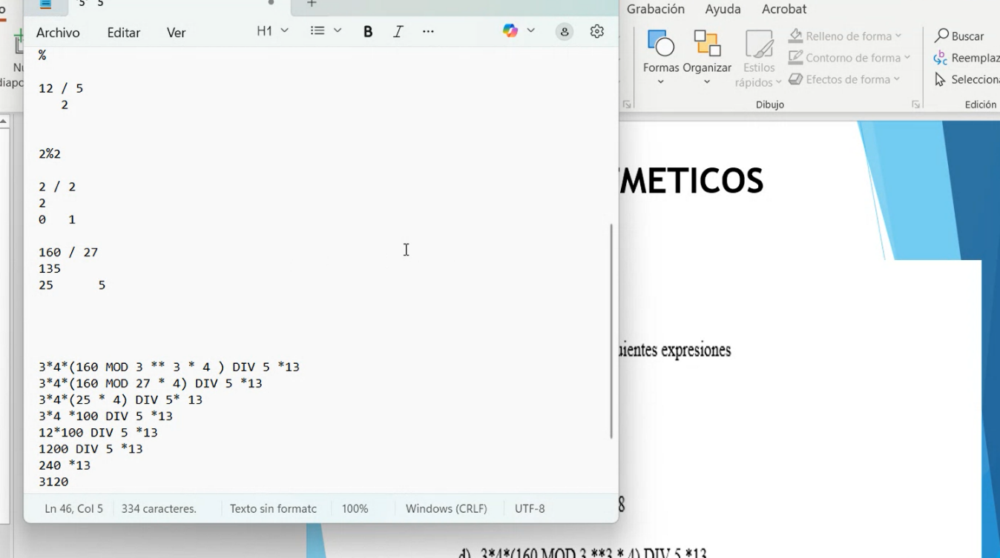 5
Archivo Editar Ver H1 B I ...
%
12 / 5
2
2%2
2 / 2
2
0 1
160 / 27
135
25 5
3*4*(160 MOD 3 ** 3 * 4 ) DIV 5 *13
3*4*(160 MOD 27 * 4) DIV 5 *13
3*4*(25 * 4) DIV 5* 13
3*4 *100 DIV 5 *13
12*100 DIV 5 *13
1200 DIV 5 *13
240 *13
3120
Ln 46, Col 5 334 caracteres. Texto sin formatc 100% Windows (CRLF) UTF-8
Grabación Ayuda Acrobat
Formas Organizar Estilos rápidos
Relleno de forma
Contorno de forma
Efectos de forma
Dibujo
Buscar
Reemplaz
Selecciona
Edición
METICOS
uientes expresiones
8
d) 3*4*(160 MOD 3 **3 * 4) DIV 5 *13